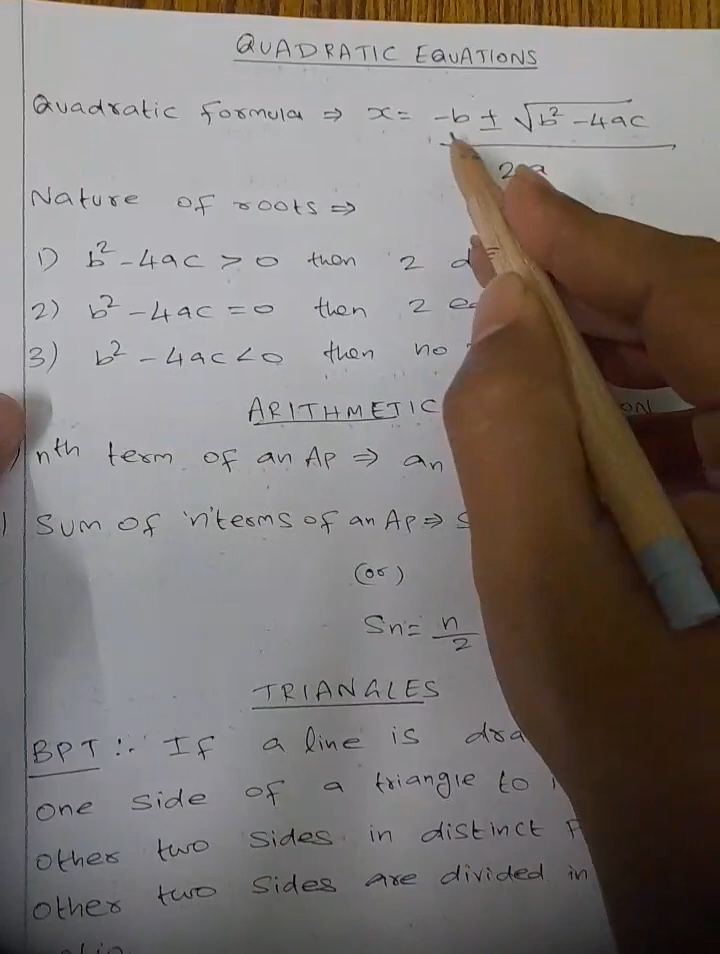 QUADRATIC EQUATIONS
Quadratic formula ⇒ x = -b ± √b² - 4ac
2a
Nature of roots ⇒
1) b² - 4ac > 0 then 2 d
2) b² - 4ac = 0 then 2 e
3) b² - 4ac < 0 then no
ARITHMETIC
nth term of an AP ⇒ an
Sum of 'n' terms of an AP ⇒ S
(or)
Sn = n/2
TRIANGLES
BPT :- If a line is dra
one side of a triangle to
other two sides in distinct P
other two sides are divided in